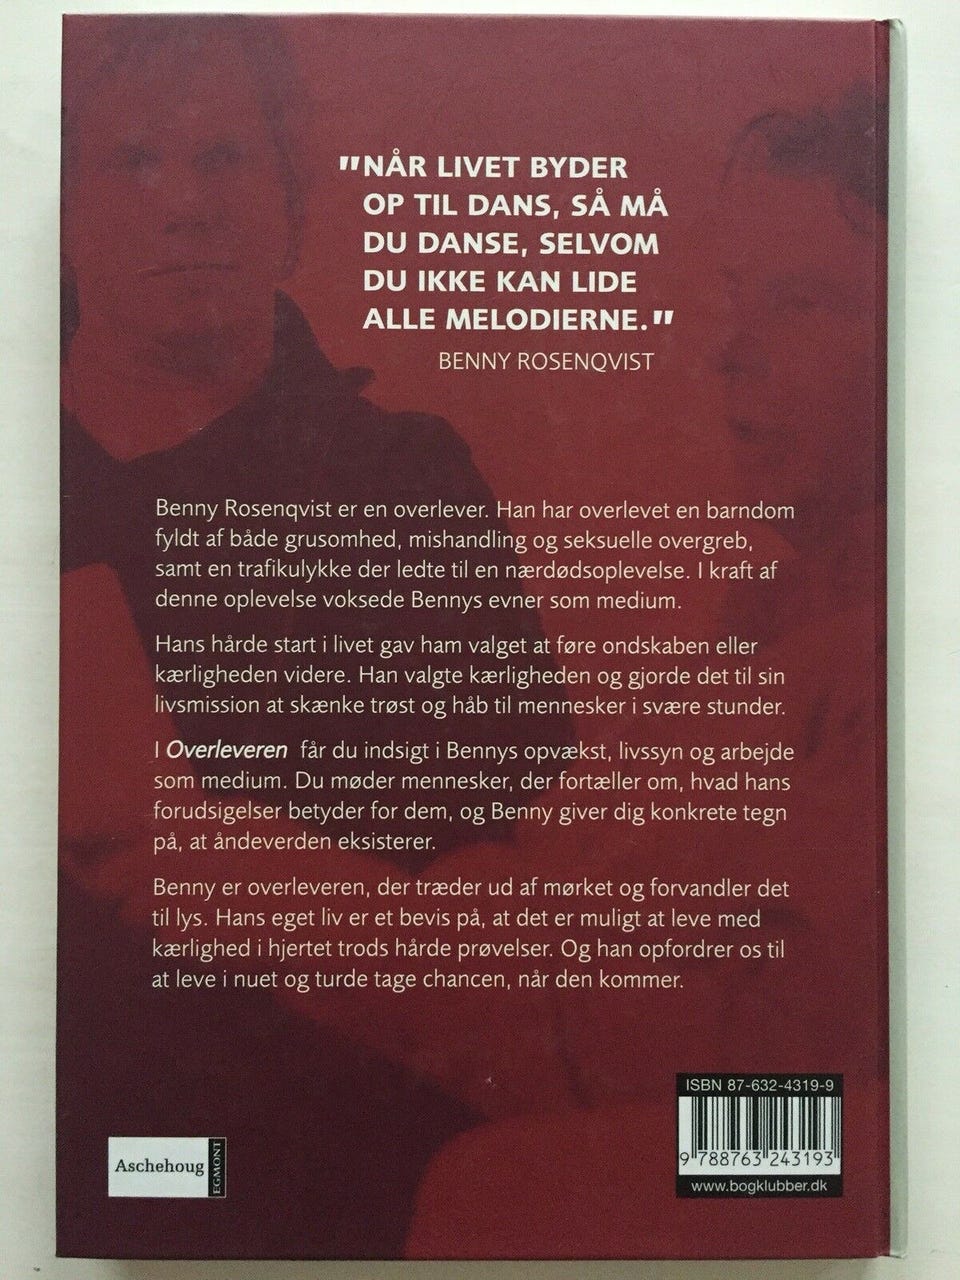 "NÅR LIVET BYDER
OP TIL DANS, SÅ MÅ
DU DANSE, SELVOM
DU IKKE KAN LIDE
ALLE MELODIERNE."
BENNY ROSENQVIST
Benny Rosenqvist er en overlever. Han har overlevet en barndom
fyldt af både grusomhed, mishandling og seksuelle overgreb,
samt en trafikulykke der ledte til en nærdødsoplevelse. I kraft af
denne oplevelse voksede Bennys evner som medium.
Hans hårde start i livet gav ham valget at føre ondskaben eller
kærligheden videre. Han valgte kærligheden og gjorde det til sin
livsmission at skænke trøst og håb til mennesker i svære stunder.
I Overleveren får du indsigt i Bennys opvækst, livssyn og arbejde
som medium. Du møder mennesker, der fortæller om, hvad hans
forudsigelser betyder for dem, og Benny giver dig konkrete tegn
på, at åndeverden eksisterer.
Benny er overleveren, der træder ud af mørket og forvandler det
til lys. Hans eget liv er et bevis på, at det er muligt at leve med
kærlighed i hjertet trods hårde prøvelser. Og han opfordrer os til
at leve i nuet og turde tage chancen, når den kommer.
ISBN 87-632-4319-9
9 788763 243193
www.bogklubber.dk
Aschehoug
EGMONT